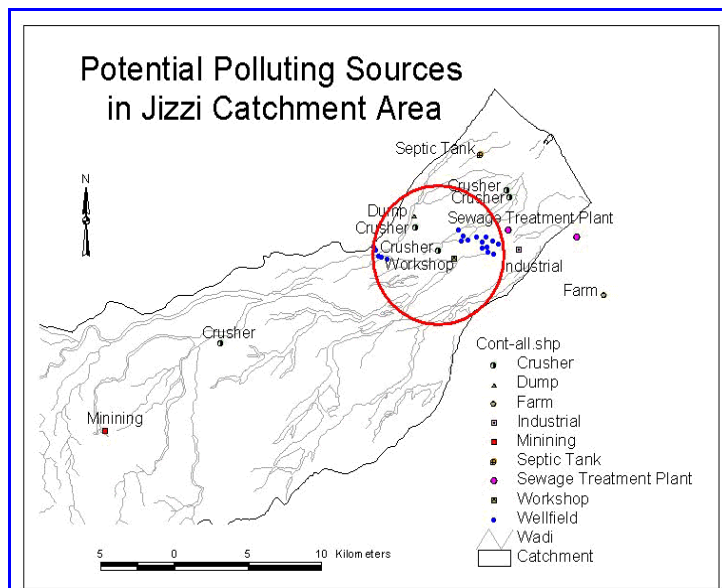 Potential Polluting Sources
in Jizzi Catchment Area
N
Septic Tank
Crusher
Crusher
Dump
Sewage Treatment Plant
Crusher
Crusher
Workshop
Industrial
Farm
Crusher
Minining
Cont-all.shp
Crusher
Dump
Farm
Industrial
Minining
Septic Tank
Sewage Treatment Plant
Workshop
Wellfield
Wadi
Catchment
5 0 5 10 Kilometers